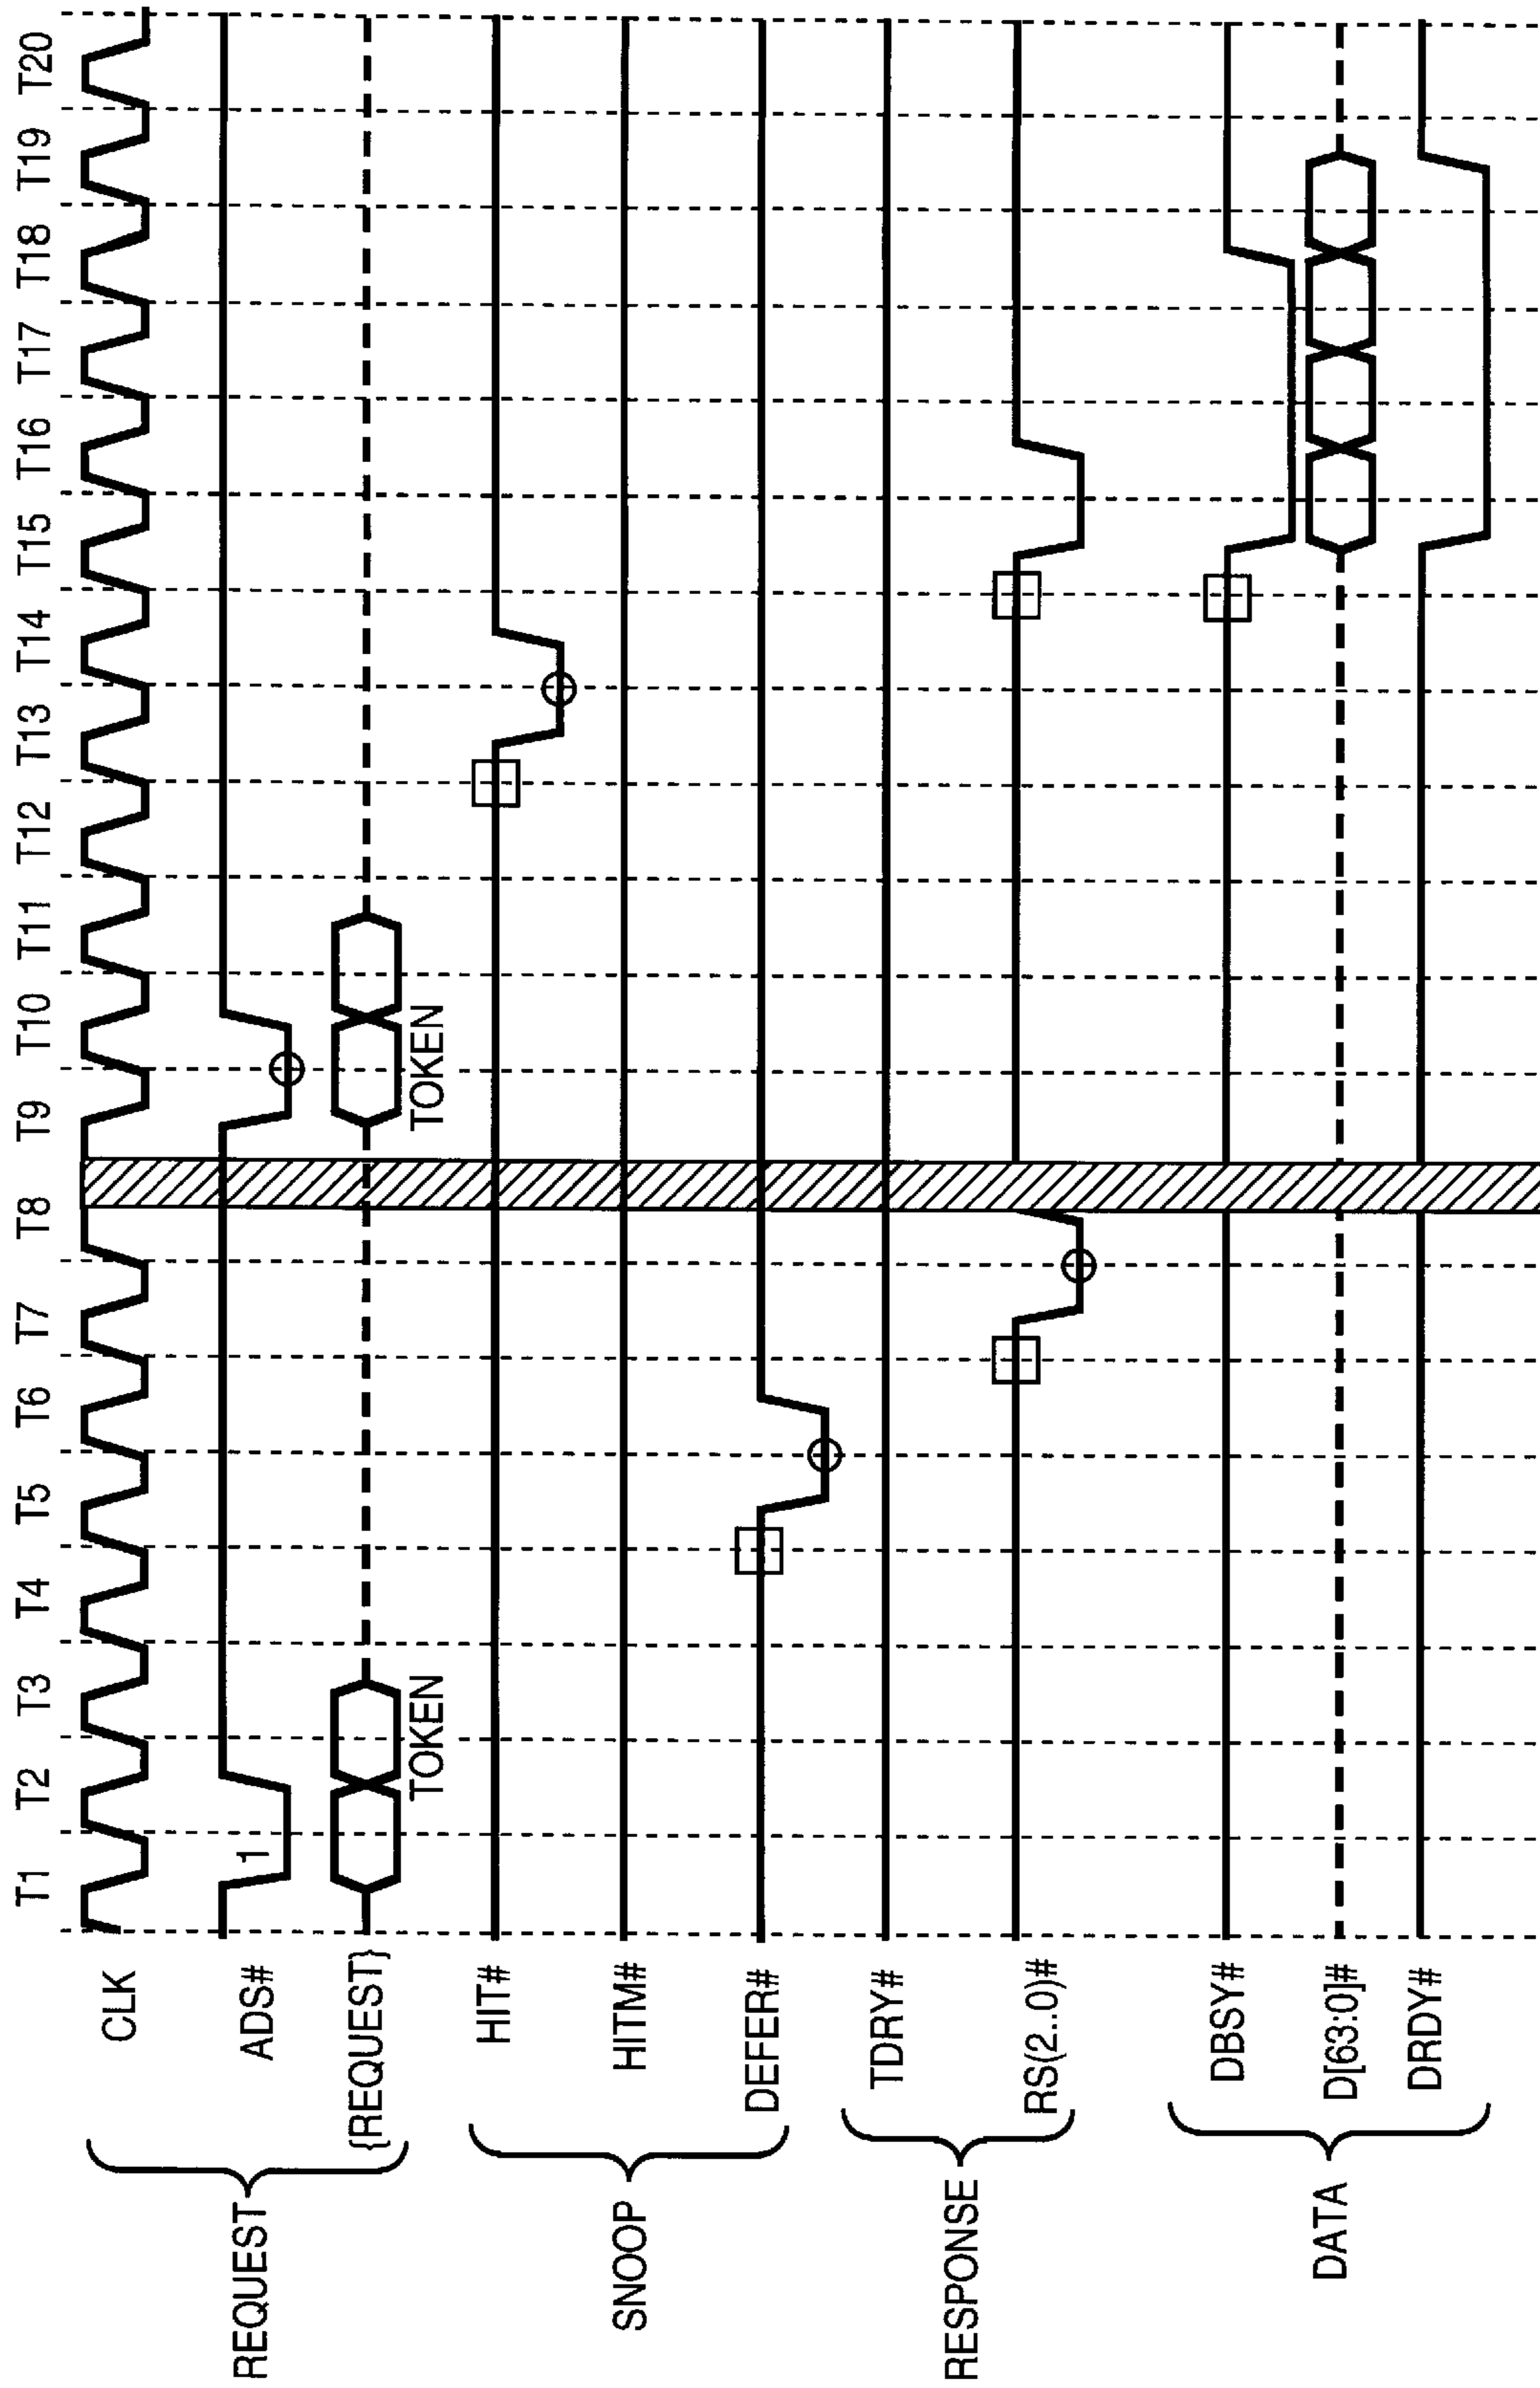 T1 T2 T3 T4 T5 T6 T7 T8 T9 T10 T11 T12 T13 T14 T15 T16 T17 T18 T19 T20
REQUEST
CLK
ADS#
1
{REQUEST}
TOKEN
TOKEN
SNOOP
HIT#
HITM#
DEFER#
RESPONSE
TDRY#
RS(2..0)#
DATA
DBSY#
D[63:0]#
DRDY#